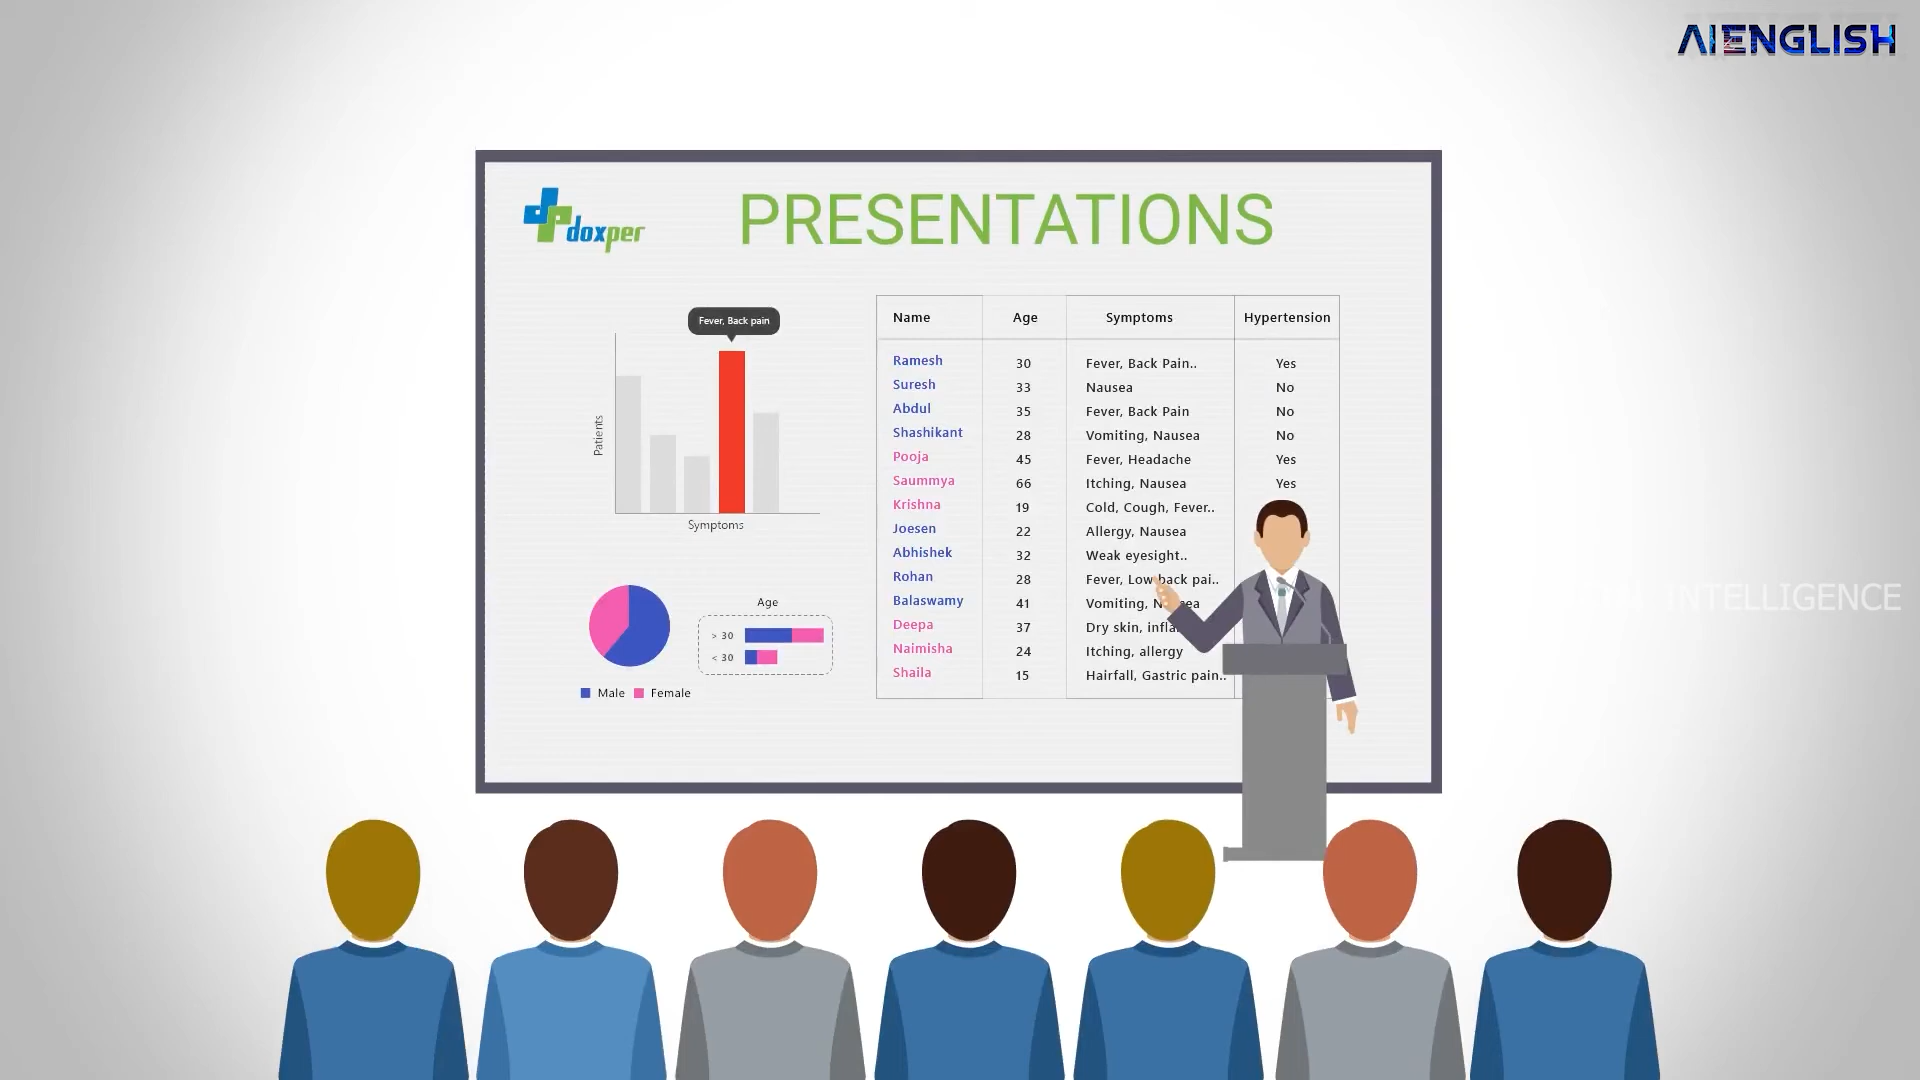 AIENGLISH
doxper
PRESENTATIONS
Fever, Back pain
Patients
Symptoms
Age
> 30
< 30
Male Female
Name Age Symptoms Hypertension
Ramesh 30 Fever, Back Pain.. Yes
Suresh 33 Nausea No
Abdul 35 Fever, Back Pain No
Shashikant 28 Vomiting, Nausea No
Pooja 45 Fever, Headache Yes
Saummya 66 Itching, Nausea Yes
Krishna 19 Cold, Cough, Fever..
Joesen 22 Allergy, Nausea
Abhishek 32 Weak eyesight..
Rohan 28 Fever, Low back pai..
Balaswamy 41 Vomiting,
Deepa 37 Dry skin,
Naimisha 24 Itching, allergy
Shaila 15 Hairfall, Gastric pain..
INTELLIGENCE